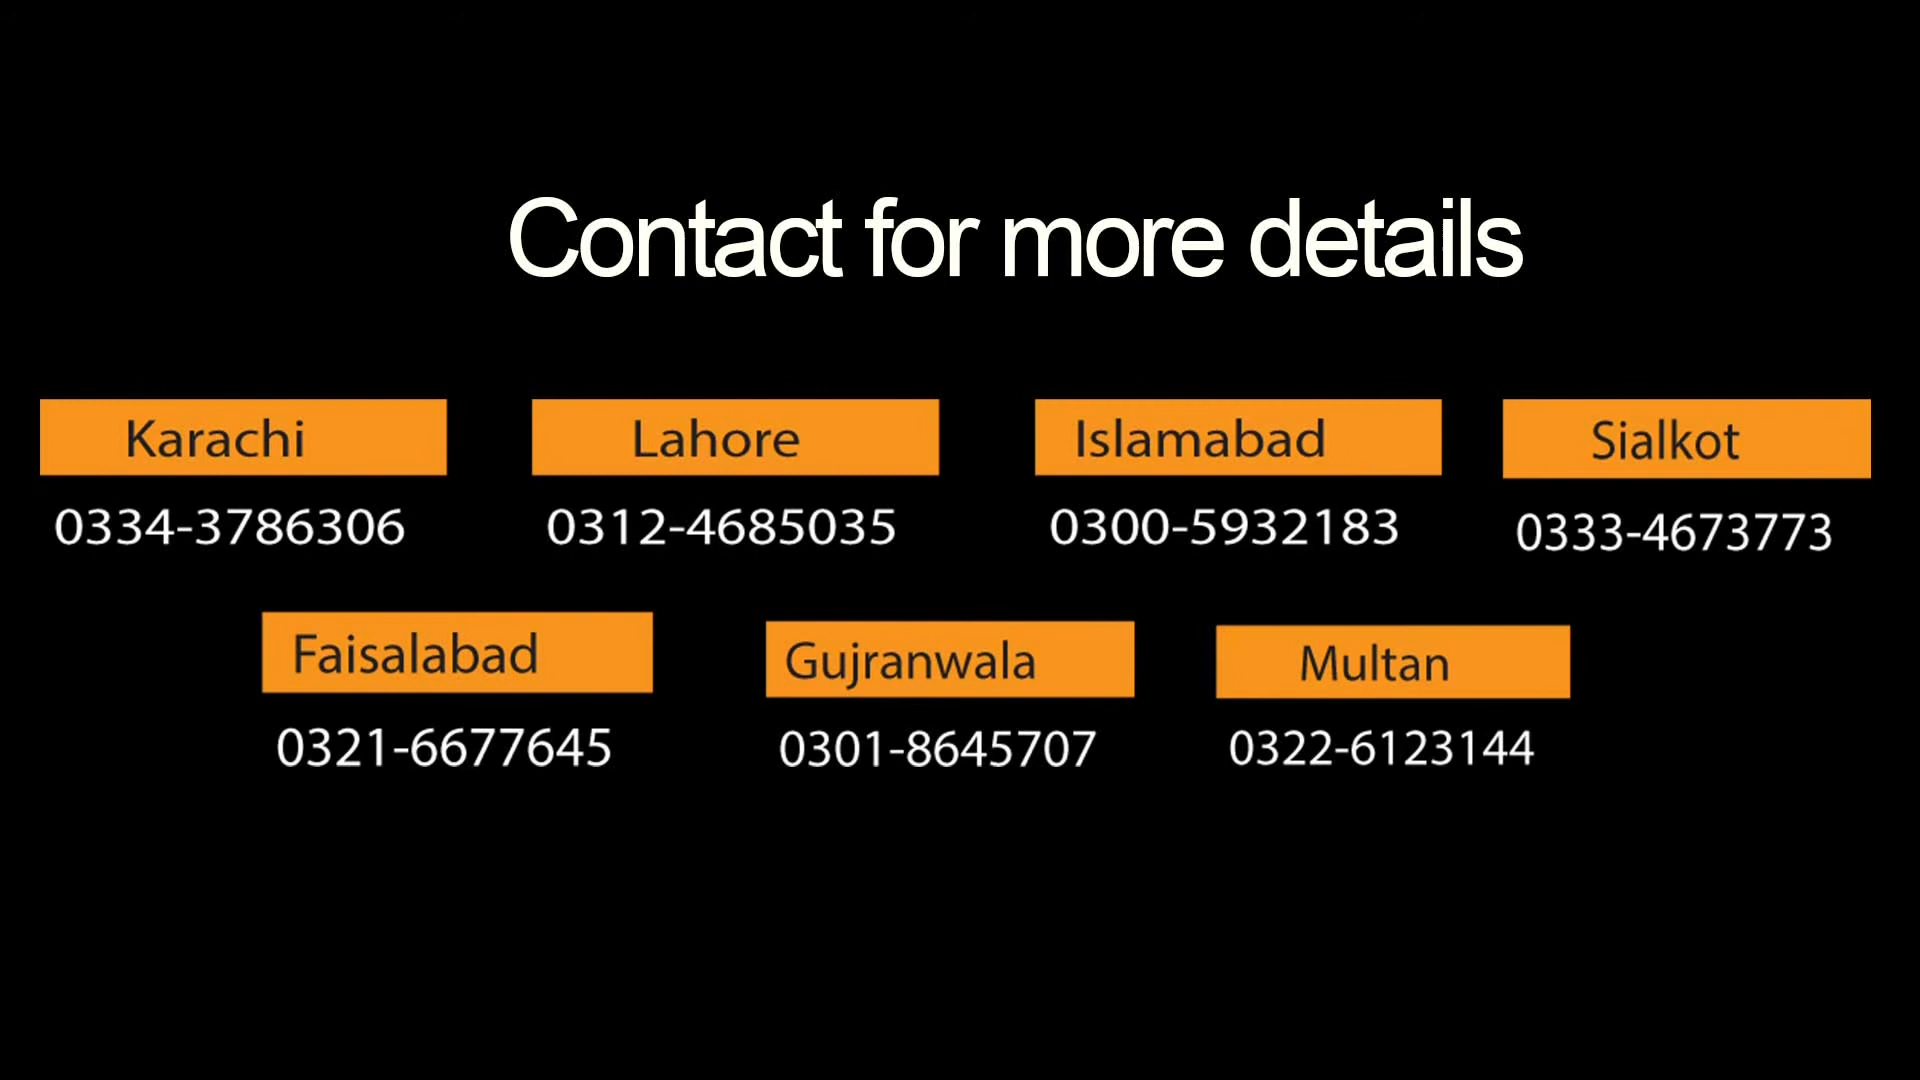 Contact for more details
Karachi Lahore Islamabad Sialkot
0334-3786306 0312-4685035 0300-5932183 0333-4673773
Faisalabad Gujranwala Multan
0321-6677645 0301-8645707 0322-6123144